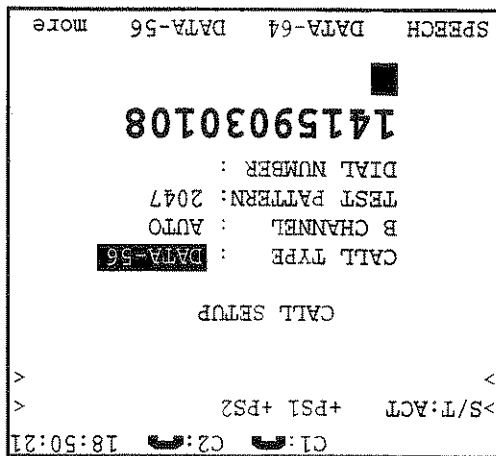 C1: C2: 18:50:21
>S/T:ACT +PS1 +PS2 <
> <
CALL SETUP
CALL TYPE : DATA-56
B CHANNEL : AUTO
TEST PATTERN: 2047
DIAL NUMBER :
14159030108
SPEECH DATA-64 DATA-56 more